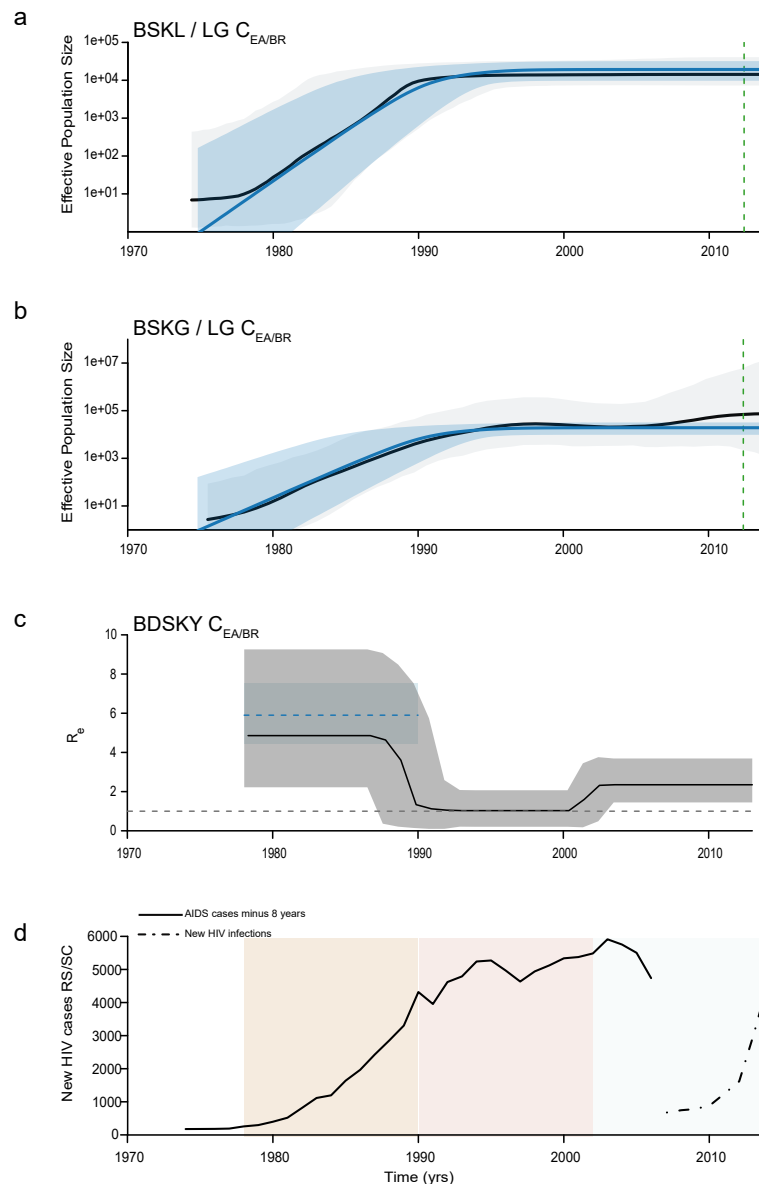 a
BSKL / LG C_EA/BR
Effective Population Size
1e+05
1e+04
1e+03
1e+02
1e+01
1970 1980 1990 2000 2010
b
BSKG / LG C_EA/BR
Effective Population Size
1e+07
1e+05
1e+03
1e+01
1970 1980 1990 2000 2010
c
BDSKY C_EA/BR
R_e
10
8
6
4
2
0
1970 1980 1990 2000 2010
AIDS cases minus 8 years
New HIV infections
d
New HIV cases RS/SC
6000
5000
4000
3000
2000
1000
0
1970 1980 1990 2000 2010
Time (yrs)